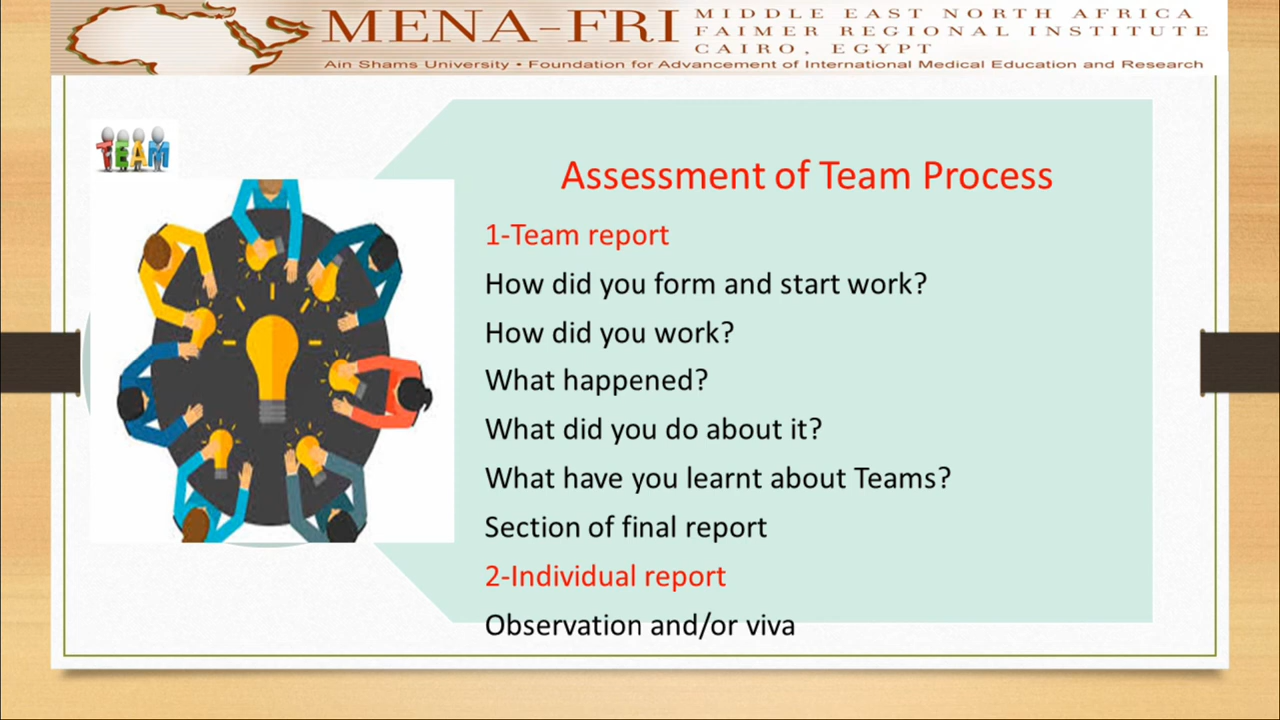 MENA-FRI
MIDDLE EAST NORTH AFRICA
FAIMER REGIONAL INSTITUTE
CAIRO, EGYPT
Ain Shams University • Foundation for Advancement of International Medical Education and Research
TEAM
Assessment of Team Process
1-Team report
How did you form and start work?
How did you work?
What happened?
What did you do about it?
What have you learnt about Teams?
Section of final report
2-Individual report
Observation and/or viva